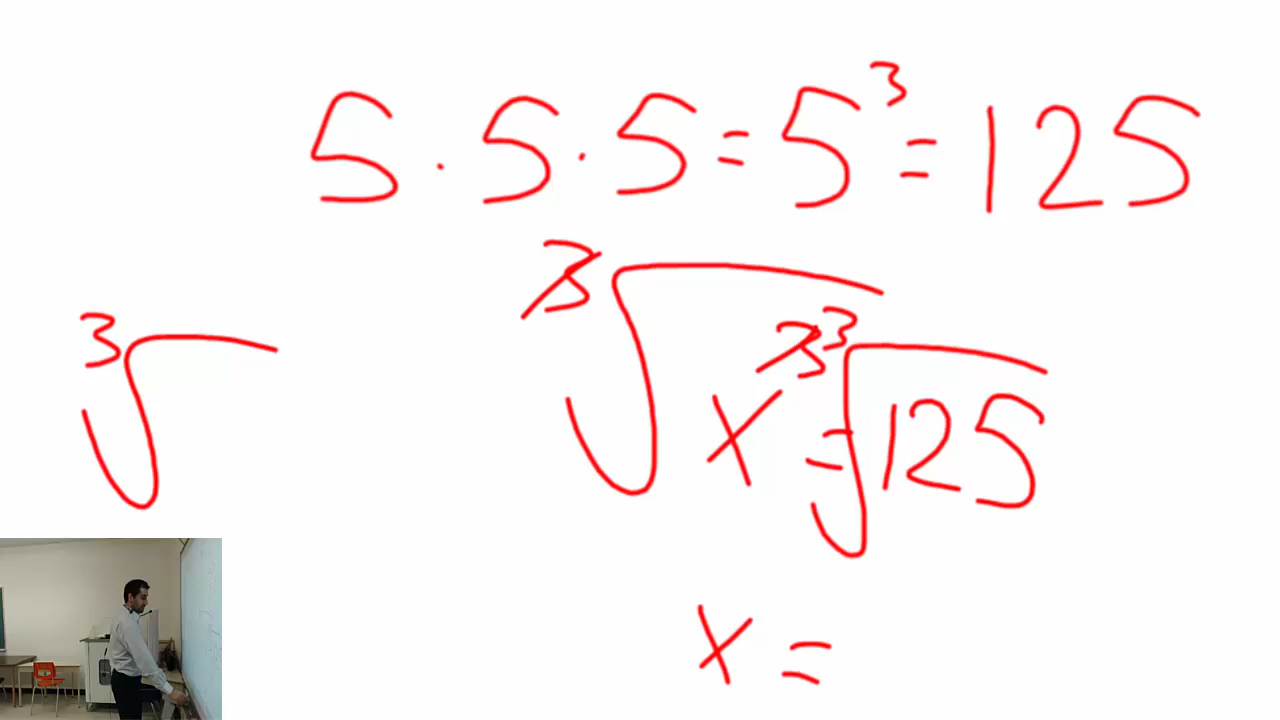 5 · 5 · 5 = 5³ = 125
∛
∛x³ = ∛125
x =